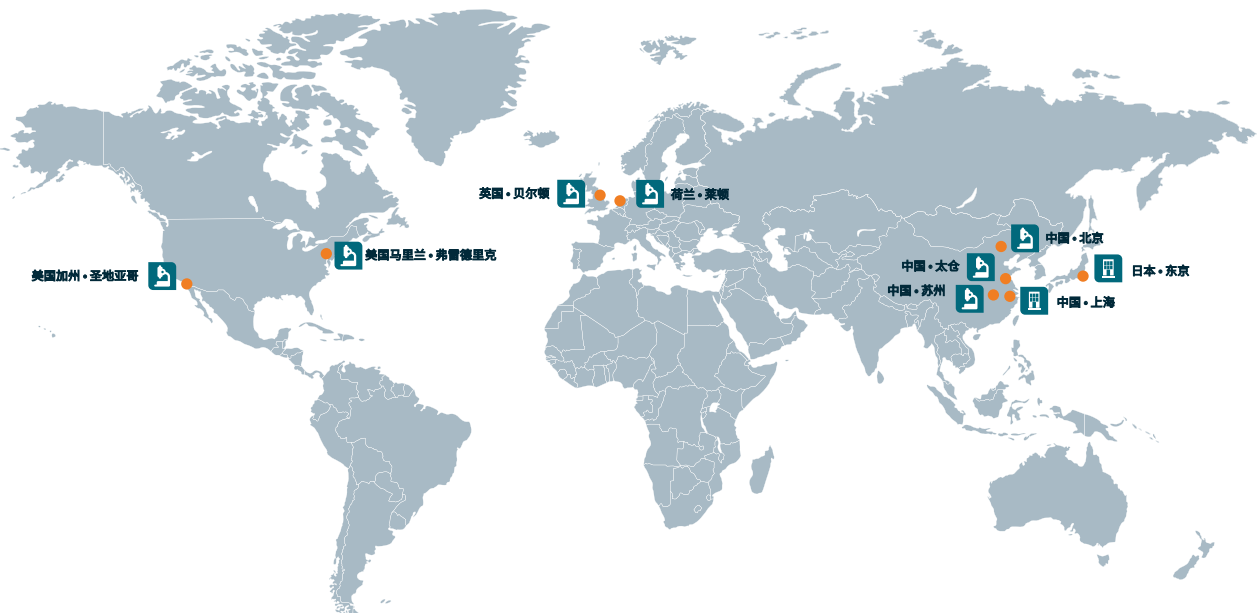 英国 • 贝尔顿
荷兰 • 莱顿
中国 • 北京
美国马里兰 • 弗雷德里克
中国 • 太仓
日本 • 东京
美国加州 • 圣地亚哥
中国 • 苏州
中国 • 上海